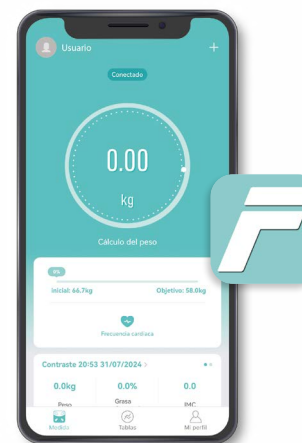 Usuario
+
Conectado
0.00
kg
Cálculo del peso
0%
Inicial: 66.7kg Objetivo: 58.0kg
Frecuencia cardiaca
Contraste 20:53 31/07/2024 >
0.0kg 0.0% 0.0
Peso Grasa IMC
Medida Tablas Mi perfil